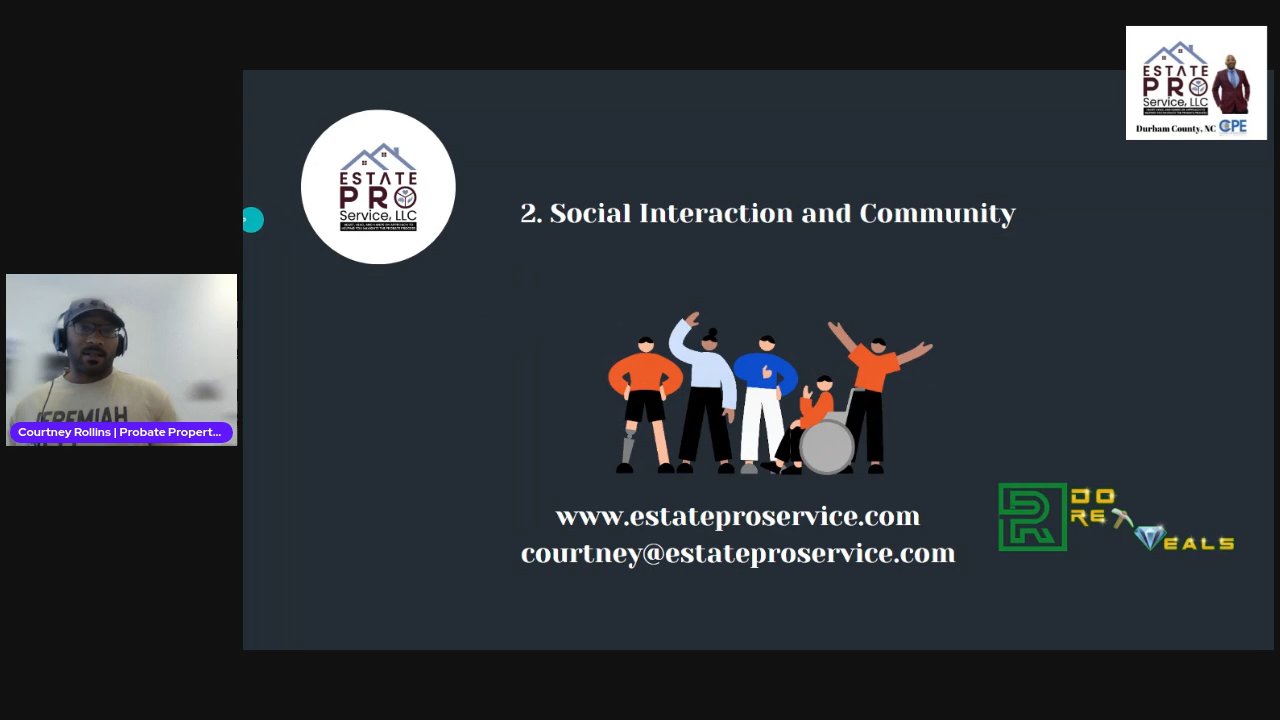 ESTATE
PRO
Service, LLC
Durham County, NC CPE
ESTATE
PRO
Service, LLC
2. Social Interaction and Community
JEREMIAH
Courtney Rollins | Probate Propert...
www.estateproservice.com
courtney@estateproservice.com
DO
RE
EALS